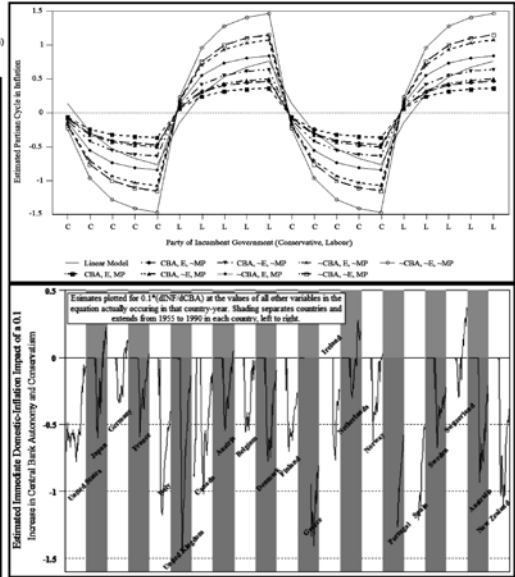 1.5
1
0.5
0
-0.5
-1
-1.5
Estimated Partisan Cycle in Inflation
C C C C C L L L L L C C C C C L L L L L
Party of Incumbent Government (Conservative, Labour)
Linear Model
CBA, E, ~MP
CBA, ~E, ~MP
~CBA, E, ~MP
~CBA, ~E, ~MP
CBA, E, MP
CBA, ~E, MP
~CBA, E, MP
~CBA, ~E, MP
Estimates plotted for 0.1*(dINF/dCBA) at the values of all other variables in the
equation actually occuring in that country-year. Shading separates countries and
extends from 1955 to 1990 in each country, left to right.
0.5
0
-0.5
-1
-1.5
Estimated Immediate Domestic-Inflation Impact of a 0.1
Increase in Central Bank Autonomy and Conservatism
United States
Japan
Germany
France
Italy
United Kingdom
Canada
Austria
Belgium
Denmark
Finland
Greece
Ireland
Netherlands
Norway
Portugal
Spain
Sweden
Switzerland
Australia
New Zealand